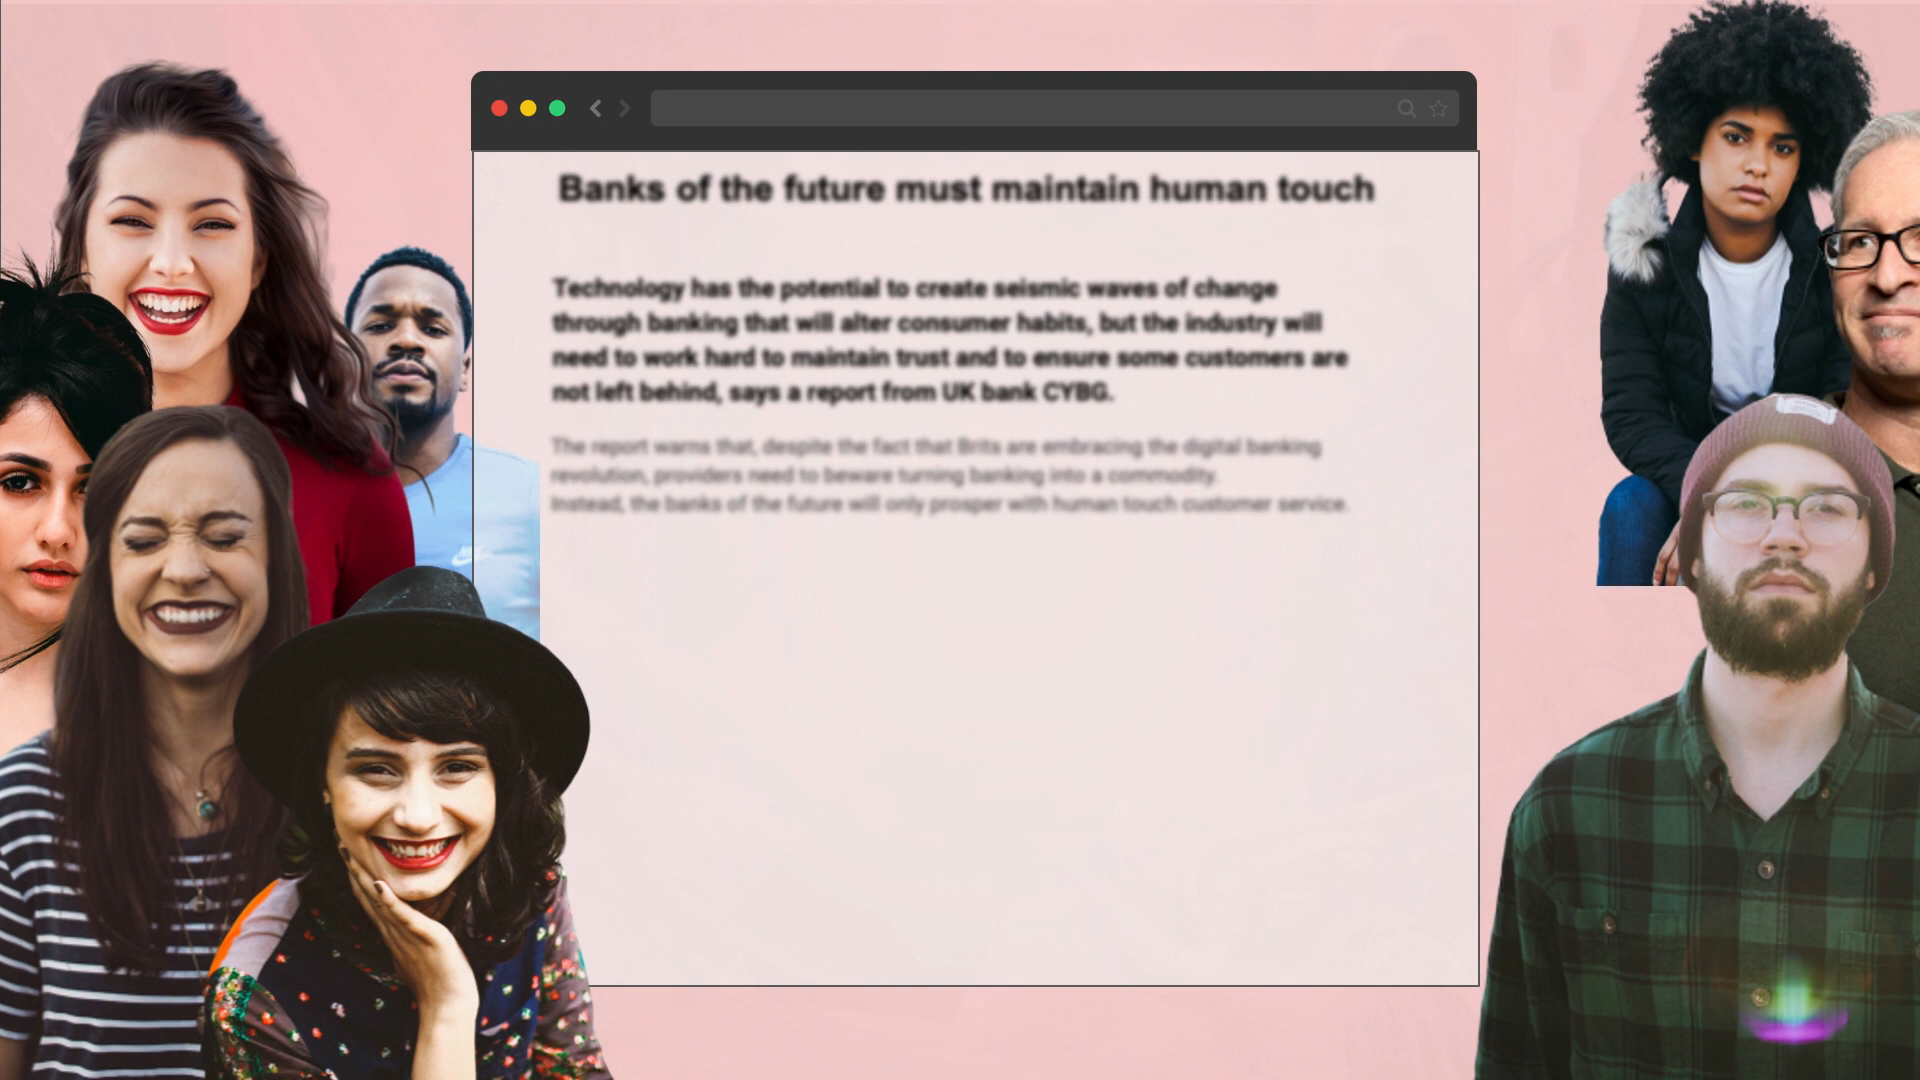 Banks of the future must maintain human touch
Technology has the potential to create seismic waves of change
through banking that will alter consumer habits, but the industry will
need to work hard to maintain trust and to ensure some customers are
not left behind, says a report from UK bank CYBG.
The report warns that, despite the fact that Brits are embracing the digital banking
revolution, providers need to beware turning banking into a commodity.
Instead, the banks of the future will only prosper with human touch customer service.